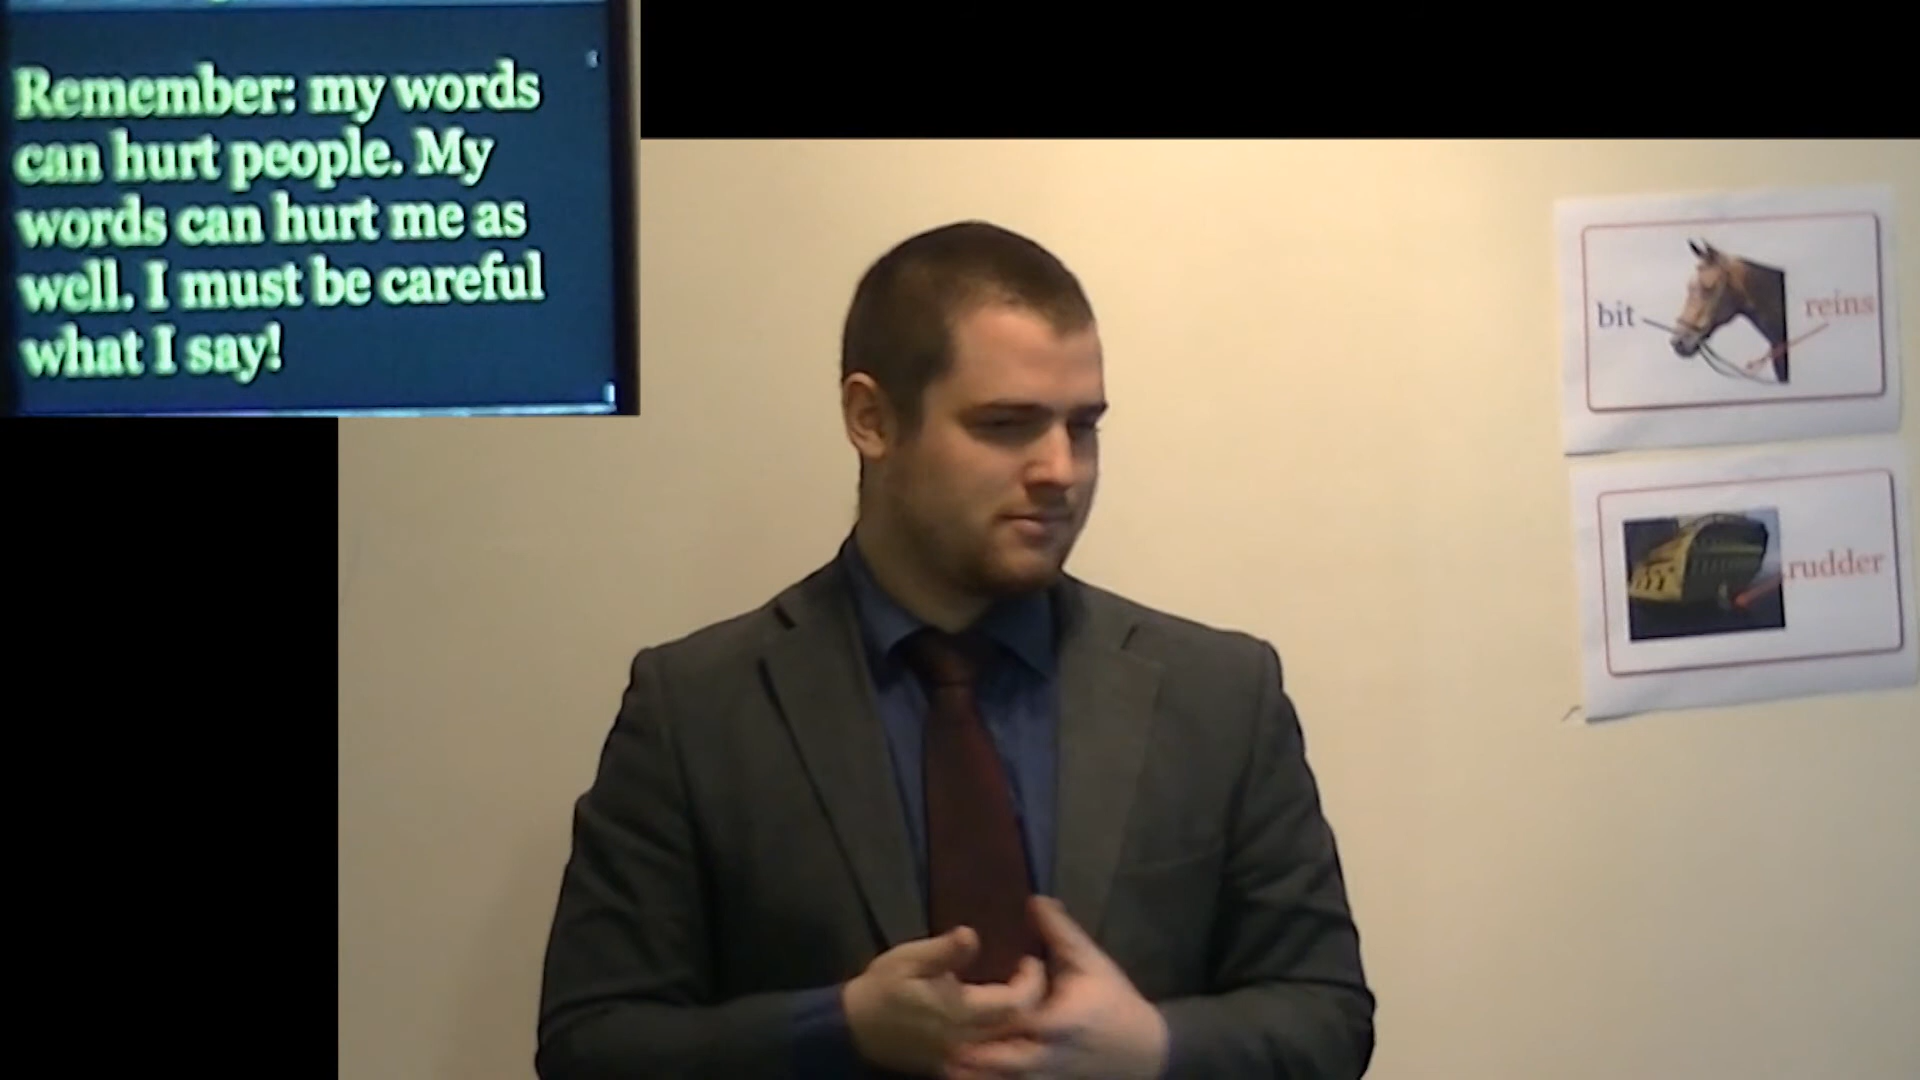 Remember: my words
can hurt people. My
words can hurt me as
well. I must be careful
what I say!
bit
reins
rudder